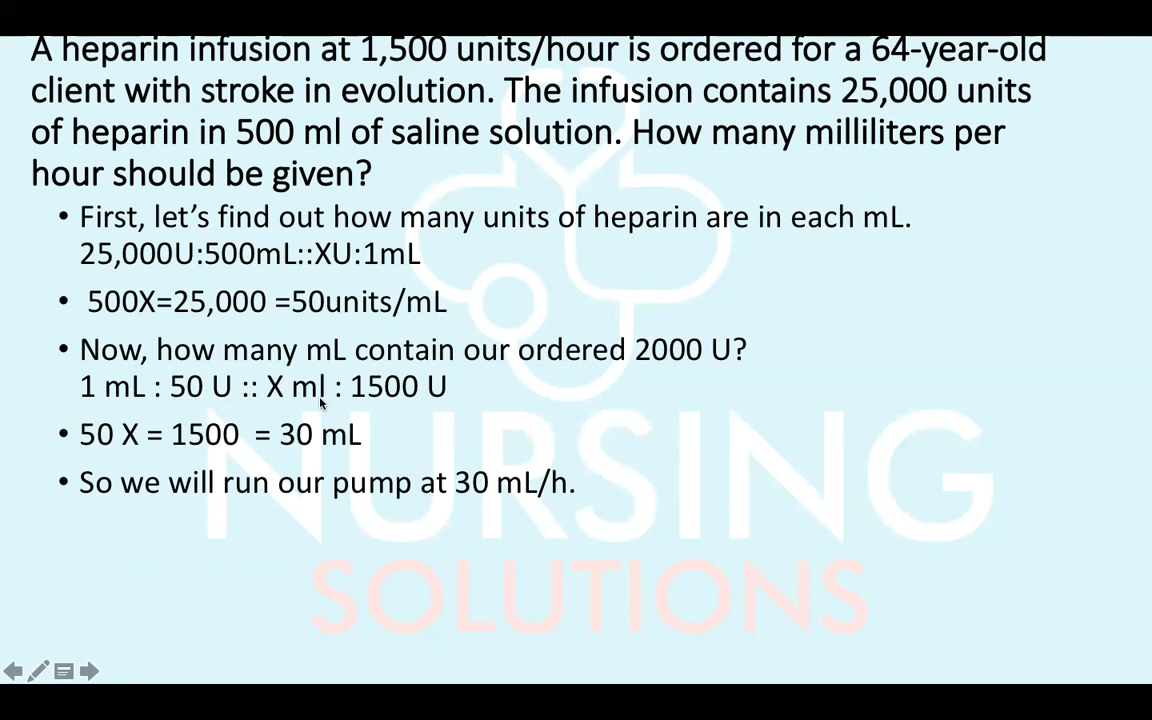 A heparin infusion at 1,500 units/hour is ordered for a 64-year-old
client with stroke in evolution. The infusion contains 25,000 units
of heparin in 500 ml of saline solution. How many milliliters per
hour should be given?
• First, let’s find out how many units of heparin are in each mL.
25,000U:500mL::XU:1mL
• 500X=25,000 =50units/mL
• Now, how many mL contain our ordered 2000 U?
1 mL : 50 U :: X ml : 1500 U
• 50 X = 1500  = 30 mL
• So we will run our pump at 30 mL/h.
NURSING
SOLUTIONS